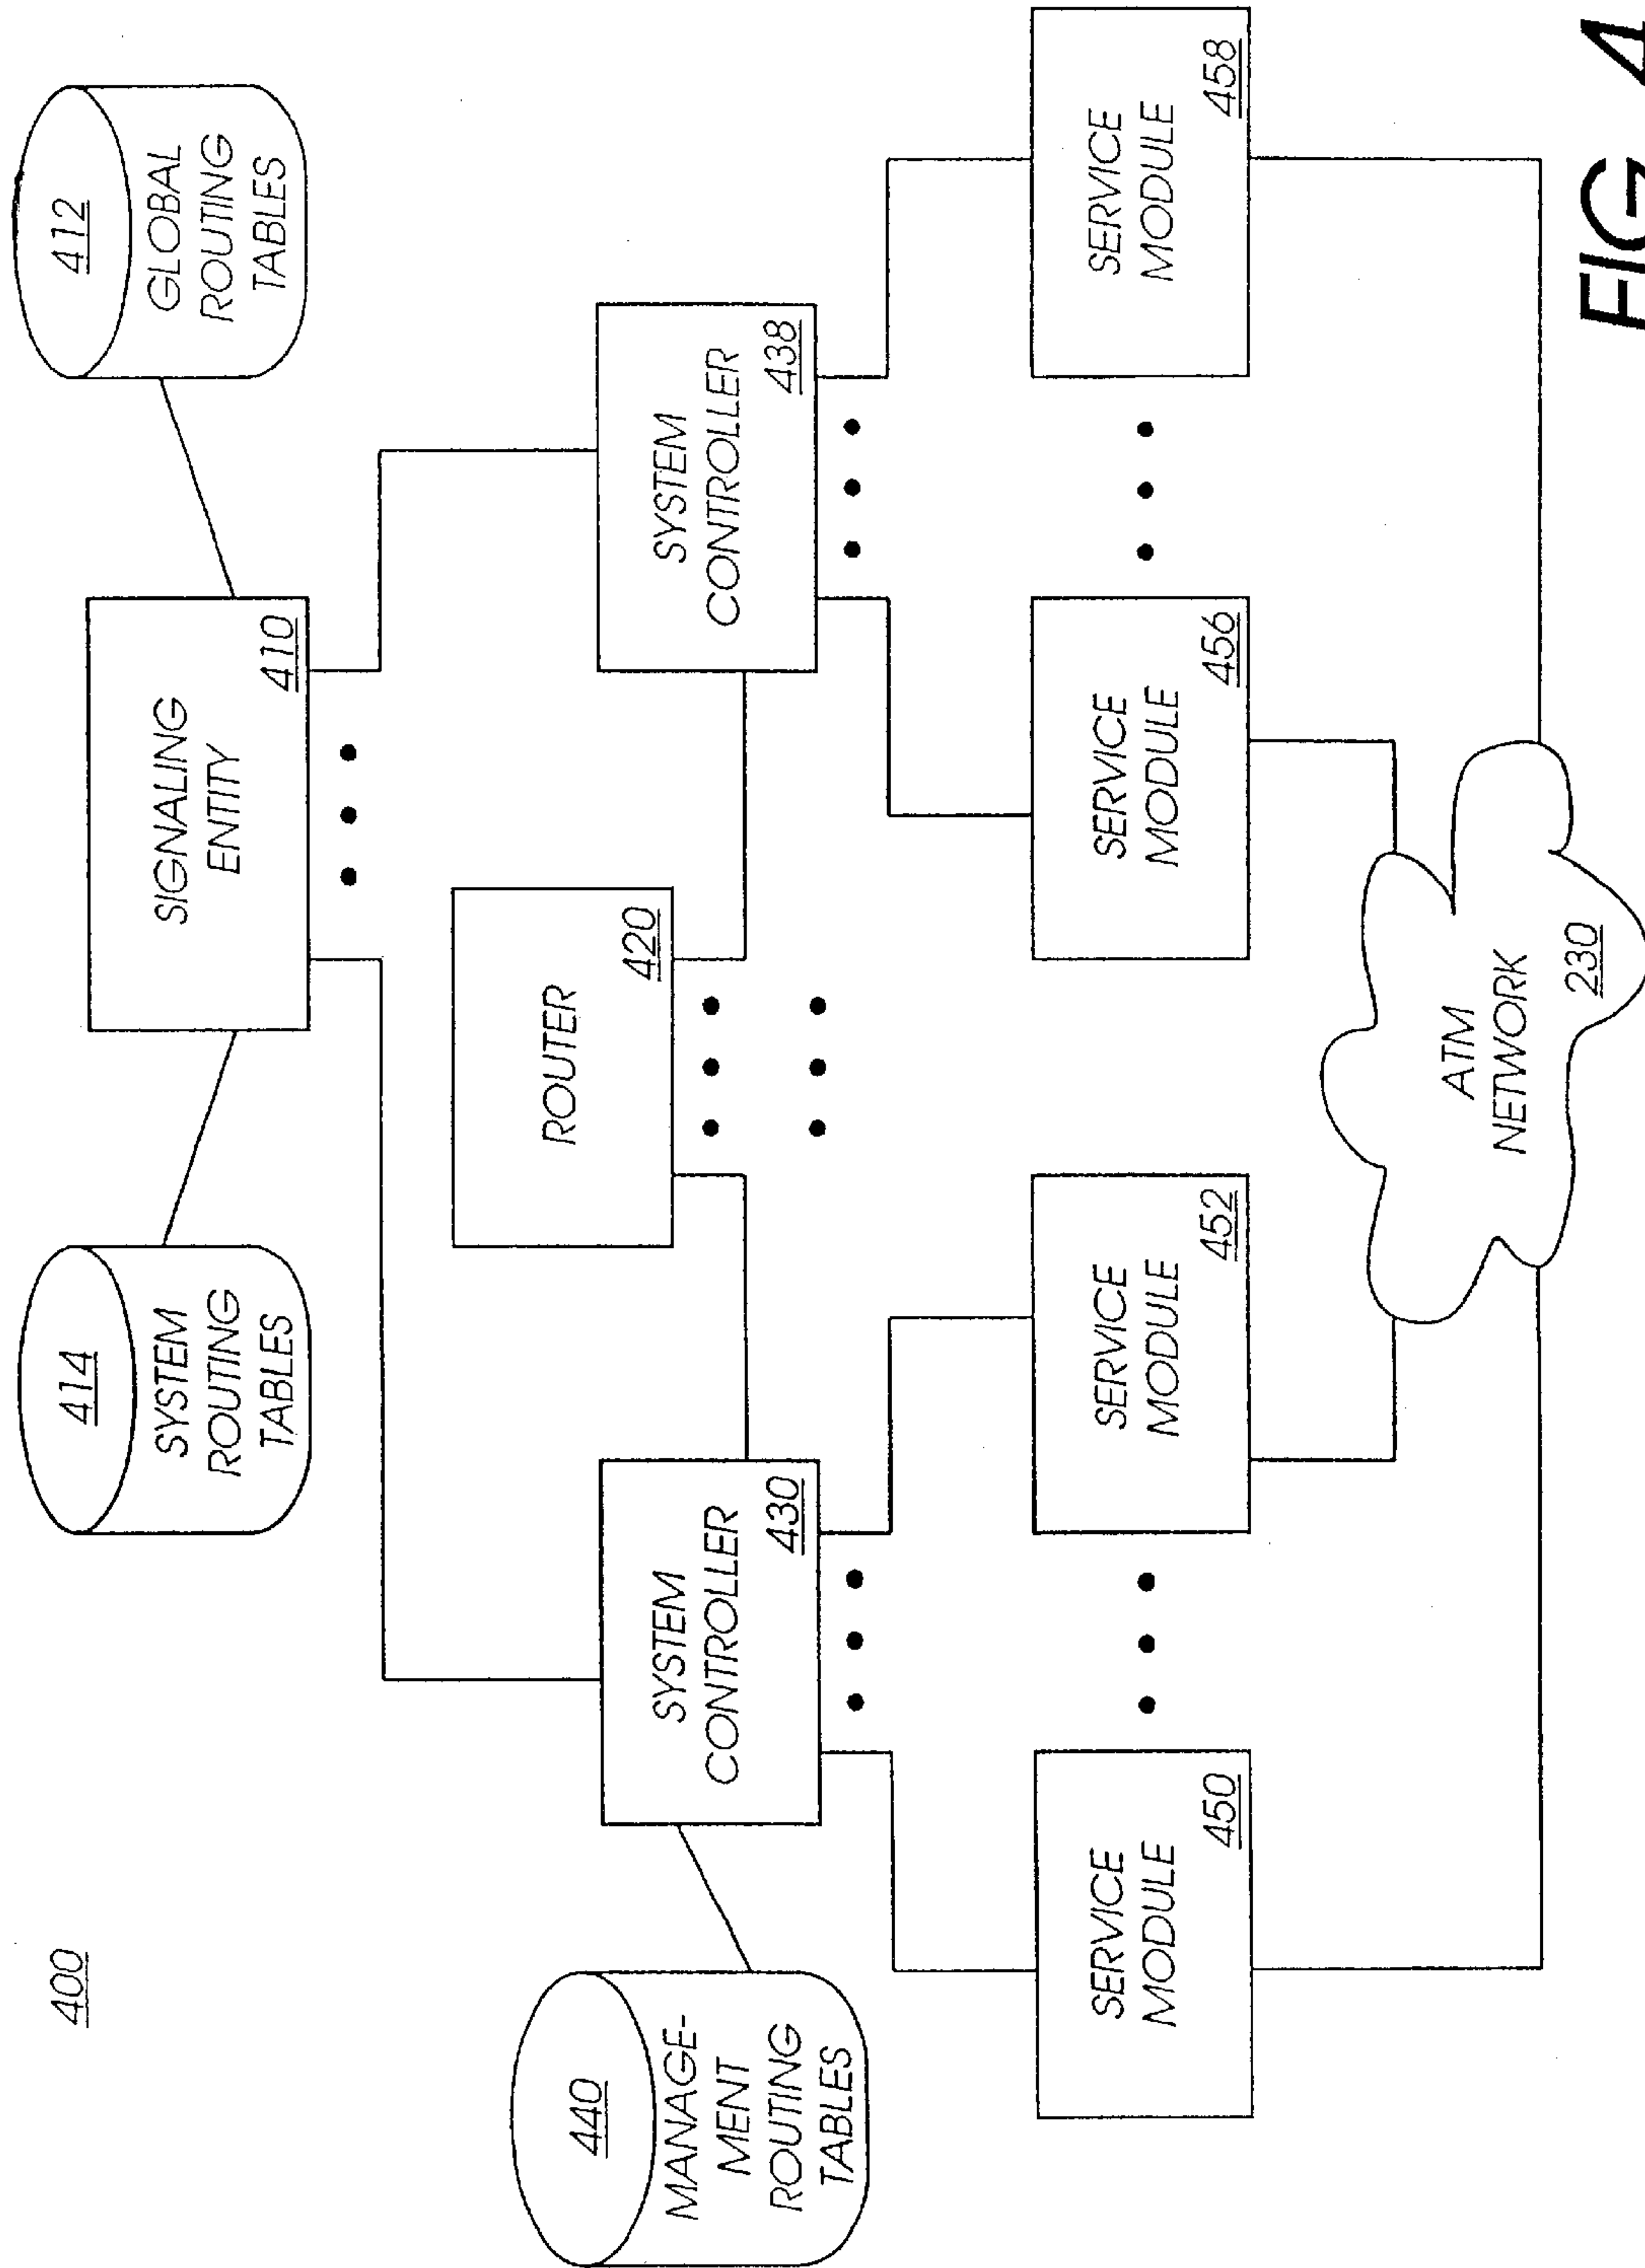 400
414
SYSTEM
ROUTING
TABLES
412
GLOBAL
ROUTING
TABLES
SIGNALING
ENTITY
410
ROUTER
420
440
MANAGE-
MENT
ROUTING
TABLES
SYSTEM
CONTROLLER
430
SYSTEM
CONTROLLER
438
SERVICE
MODULE
450
SERVICE
MODULE
452
SERVICE
MODULE
456
SERVICE
MODULE
458
ATM
NETWORK
230
FIG. 4